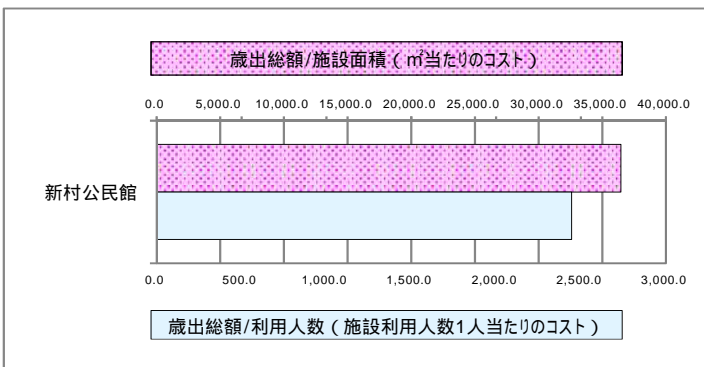 歳出総額/施設面積（㎡当たりのコスト）
0.0 5,000.0 10,000.0 15,000.0 20,000.0 25,000.0 30,000.0 35,000.0 40,000.0
新村公民館
0.0 500.0 1,000.0 1,500.0 2,000.0 2,500.0 3,000.0
歳出総額/利用人数（施設利用人数1人当たりのコスト）